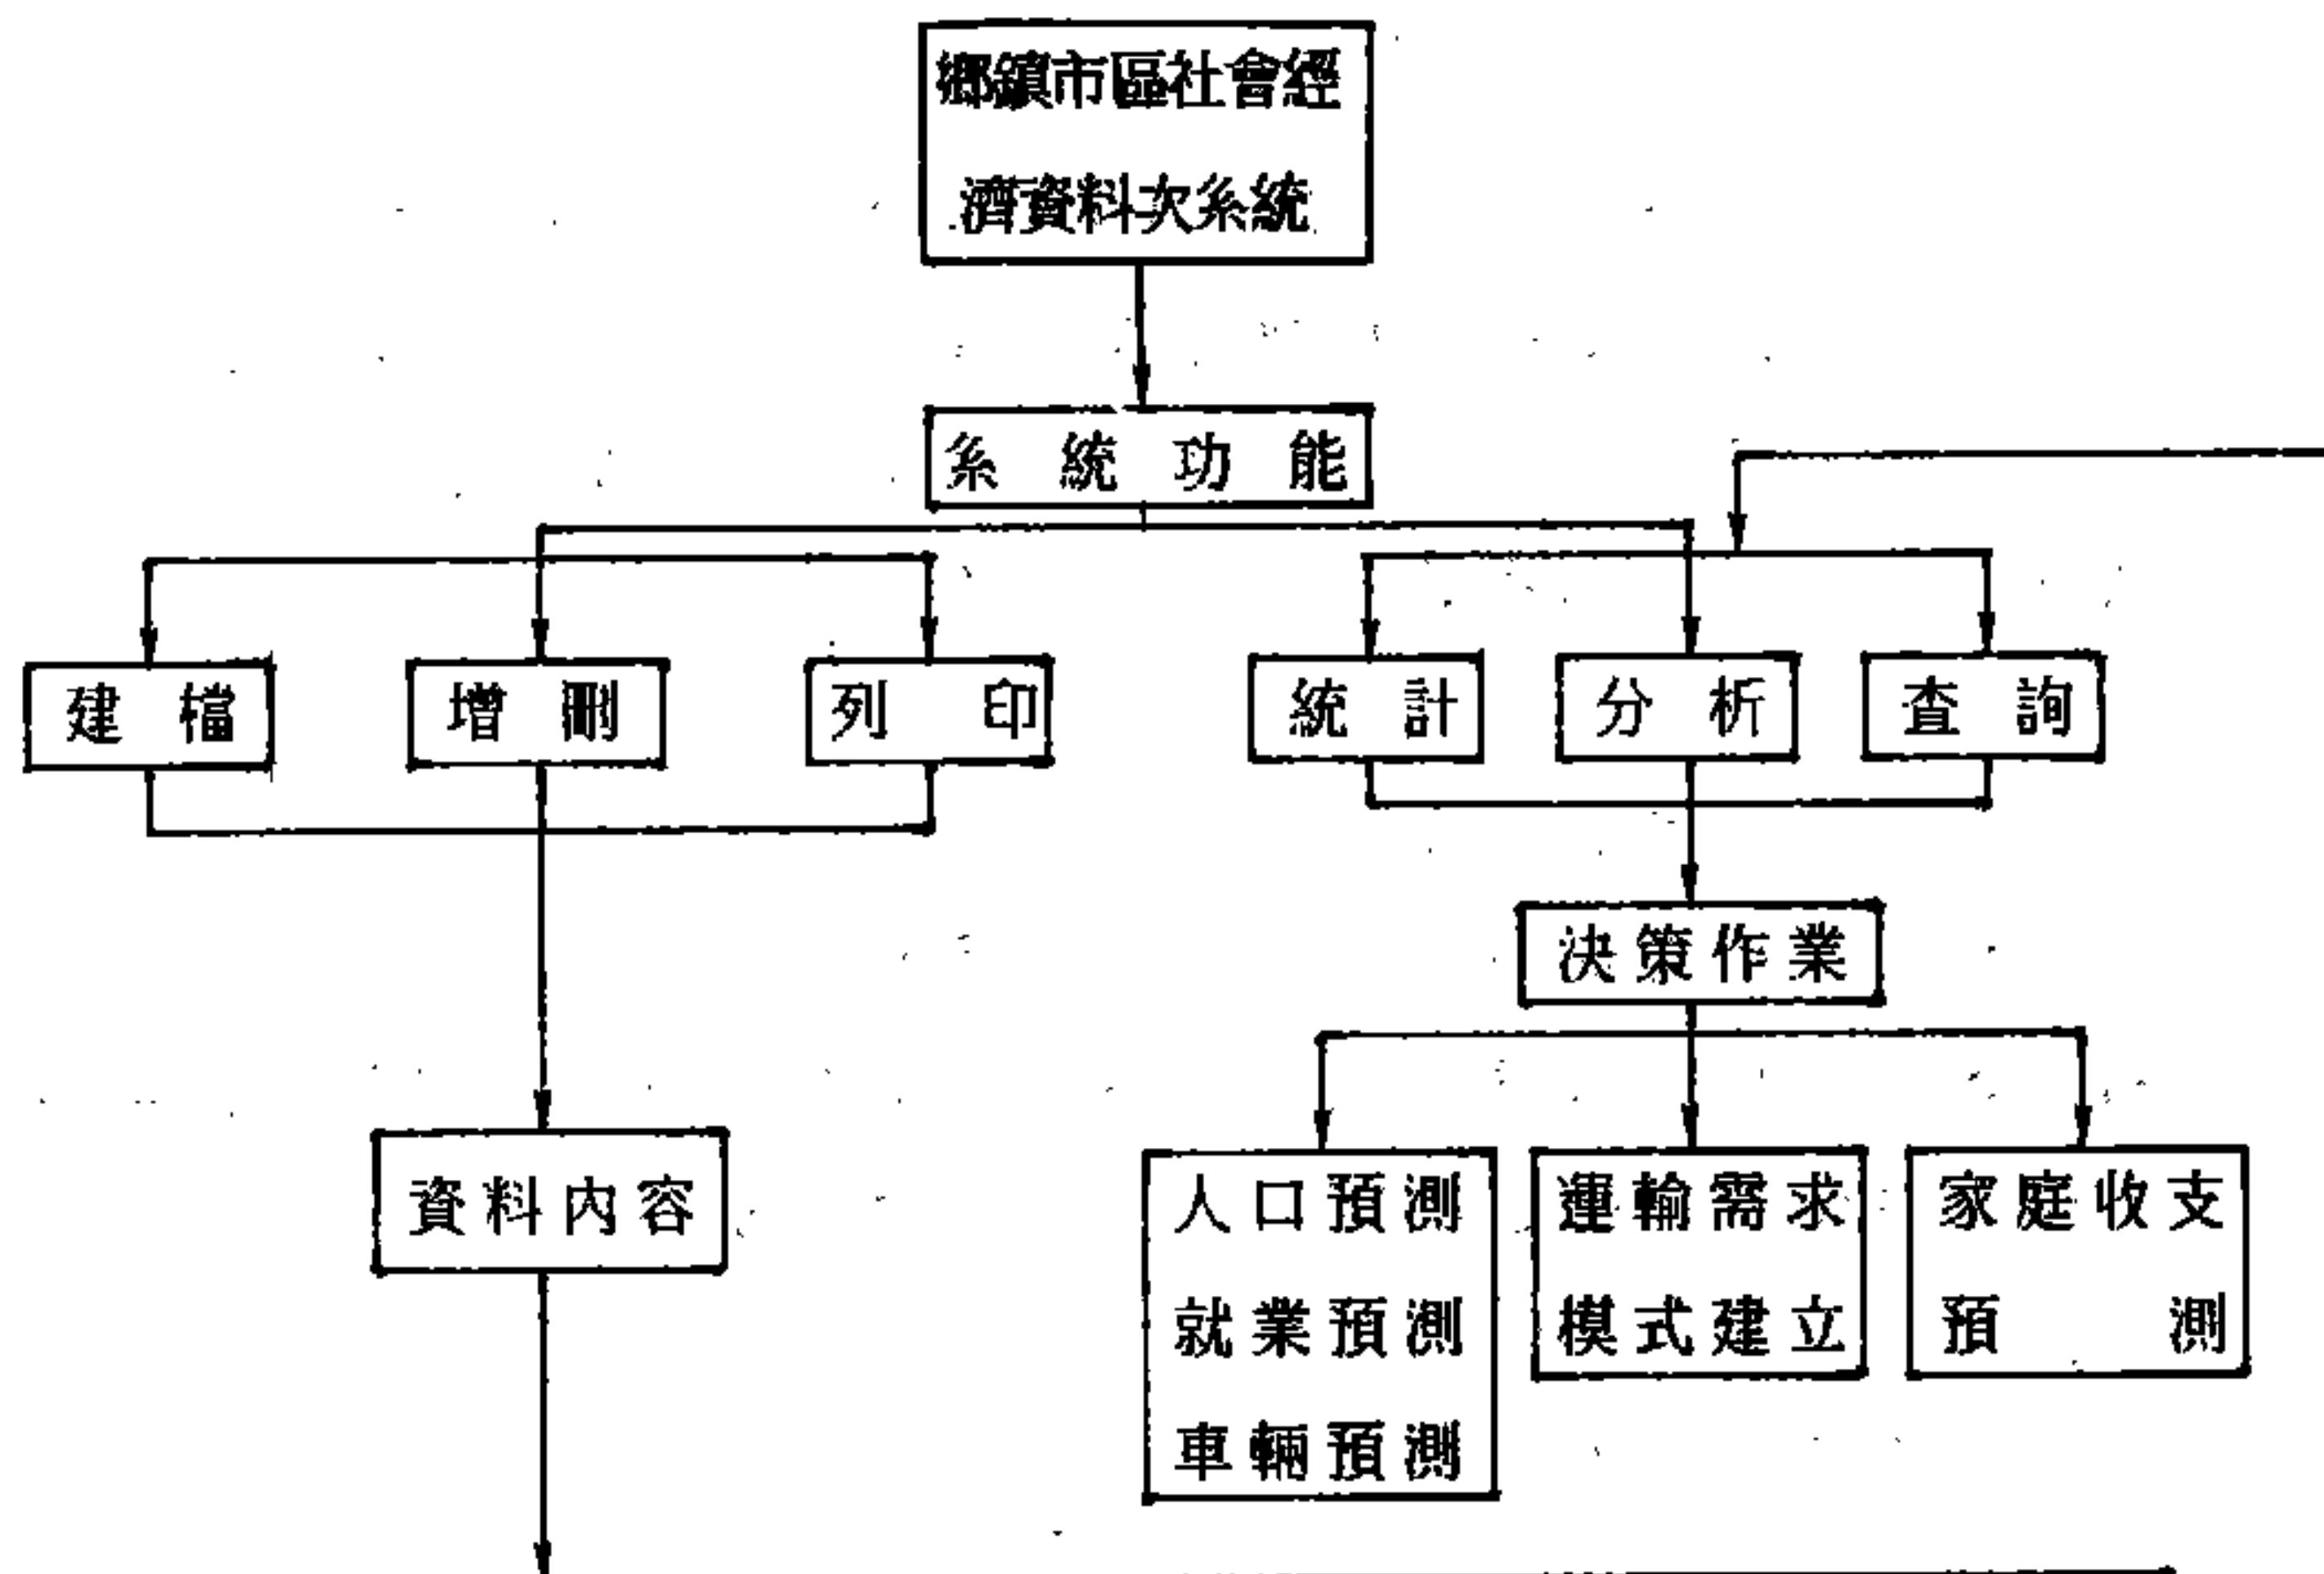 鄉鎮市區社會經
濟資料次系統
系統功能
建檔
增刪
列印
統計
分析
查詢
決策作業
資料內容
人口預測
就業預測
車輛預測
運輸需求
模式建立
家庭收支
預測